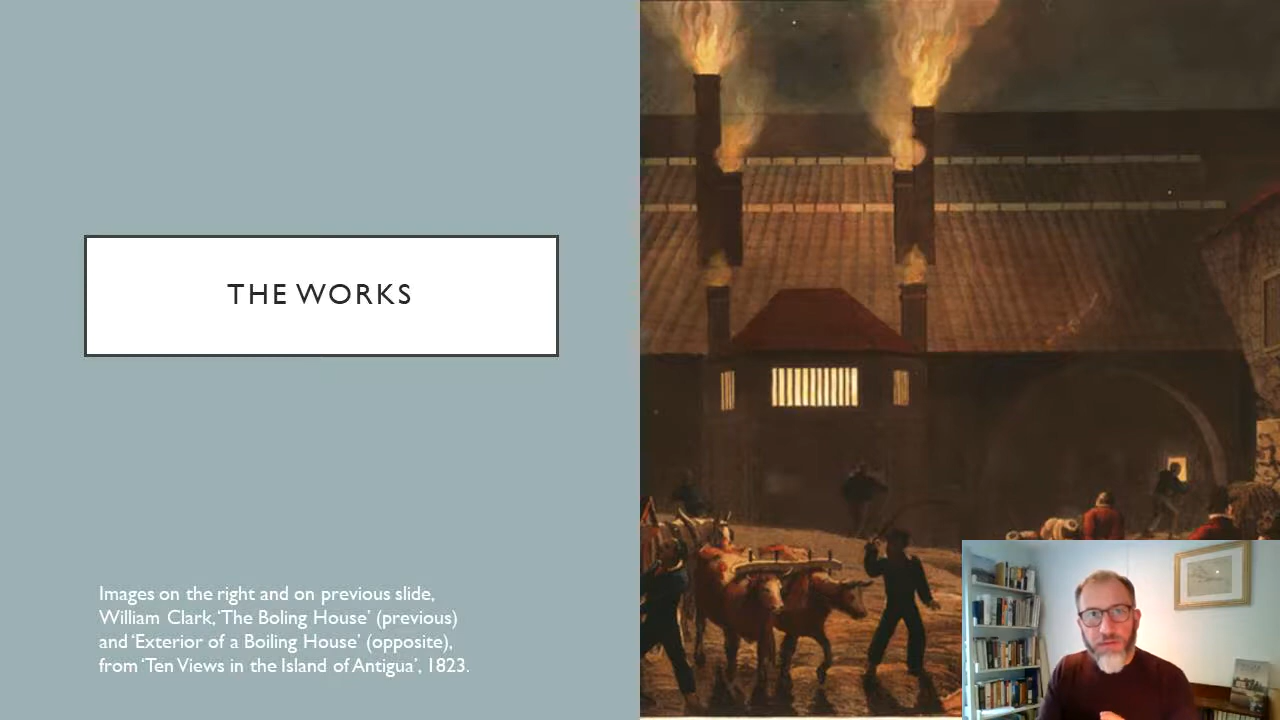 THE WORKS
Images on the right and on previous slide,
William Clark, ‘The Boling House’ (previous)
and ‘Exterior of a Boiling House’ (opposite),
from ‘Ten Views in the Island of Antigua’, 1823.